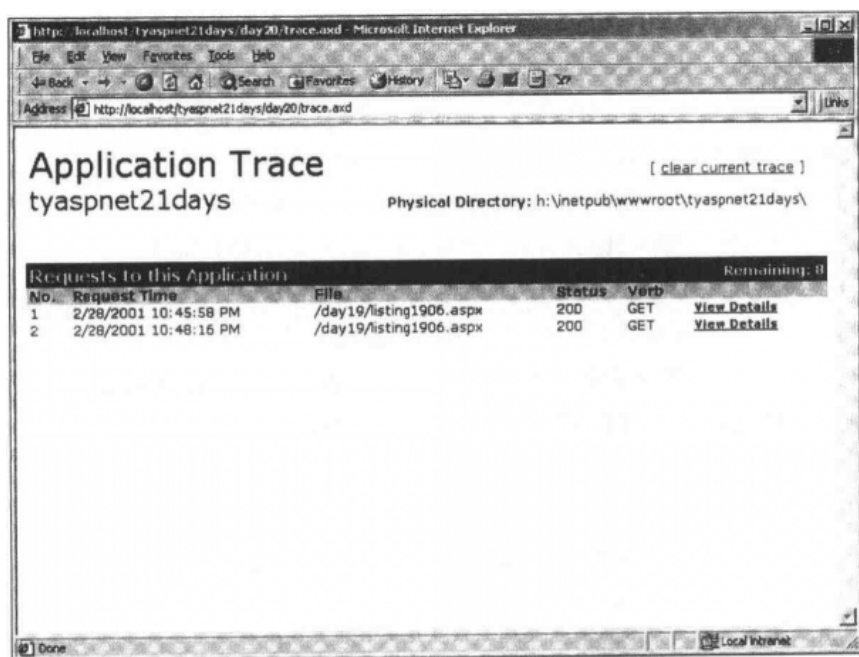 http://localhost/tyaspnet21days/day20/trace.axd - Microsoft Internet Explorer
File Edit View Favorites Tools Help
Back Search Favorites History
Address http://localhost/tyaspnet21days/day20/trace.axd Links
Application Trace
[ clear current trace ]
tyaspnet21days
Physical Directory: h:\inetpub\wwwroot\tyaspnet21days\
Requests to this Application Remaining: 8
No. Request Time File Status Verb
1 2/28/2001 10:45:58 PM /day19/listing1906.aspx 200 GET View Details
2 2/28/2001 10:48:16 PM /day19/listing1906.aspx 200 GET View Details
Done Local intranet